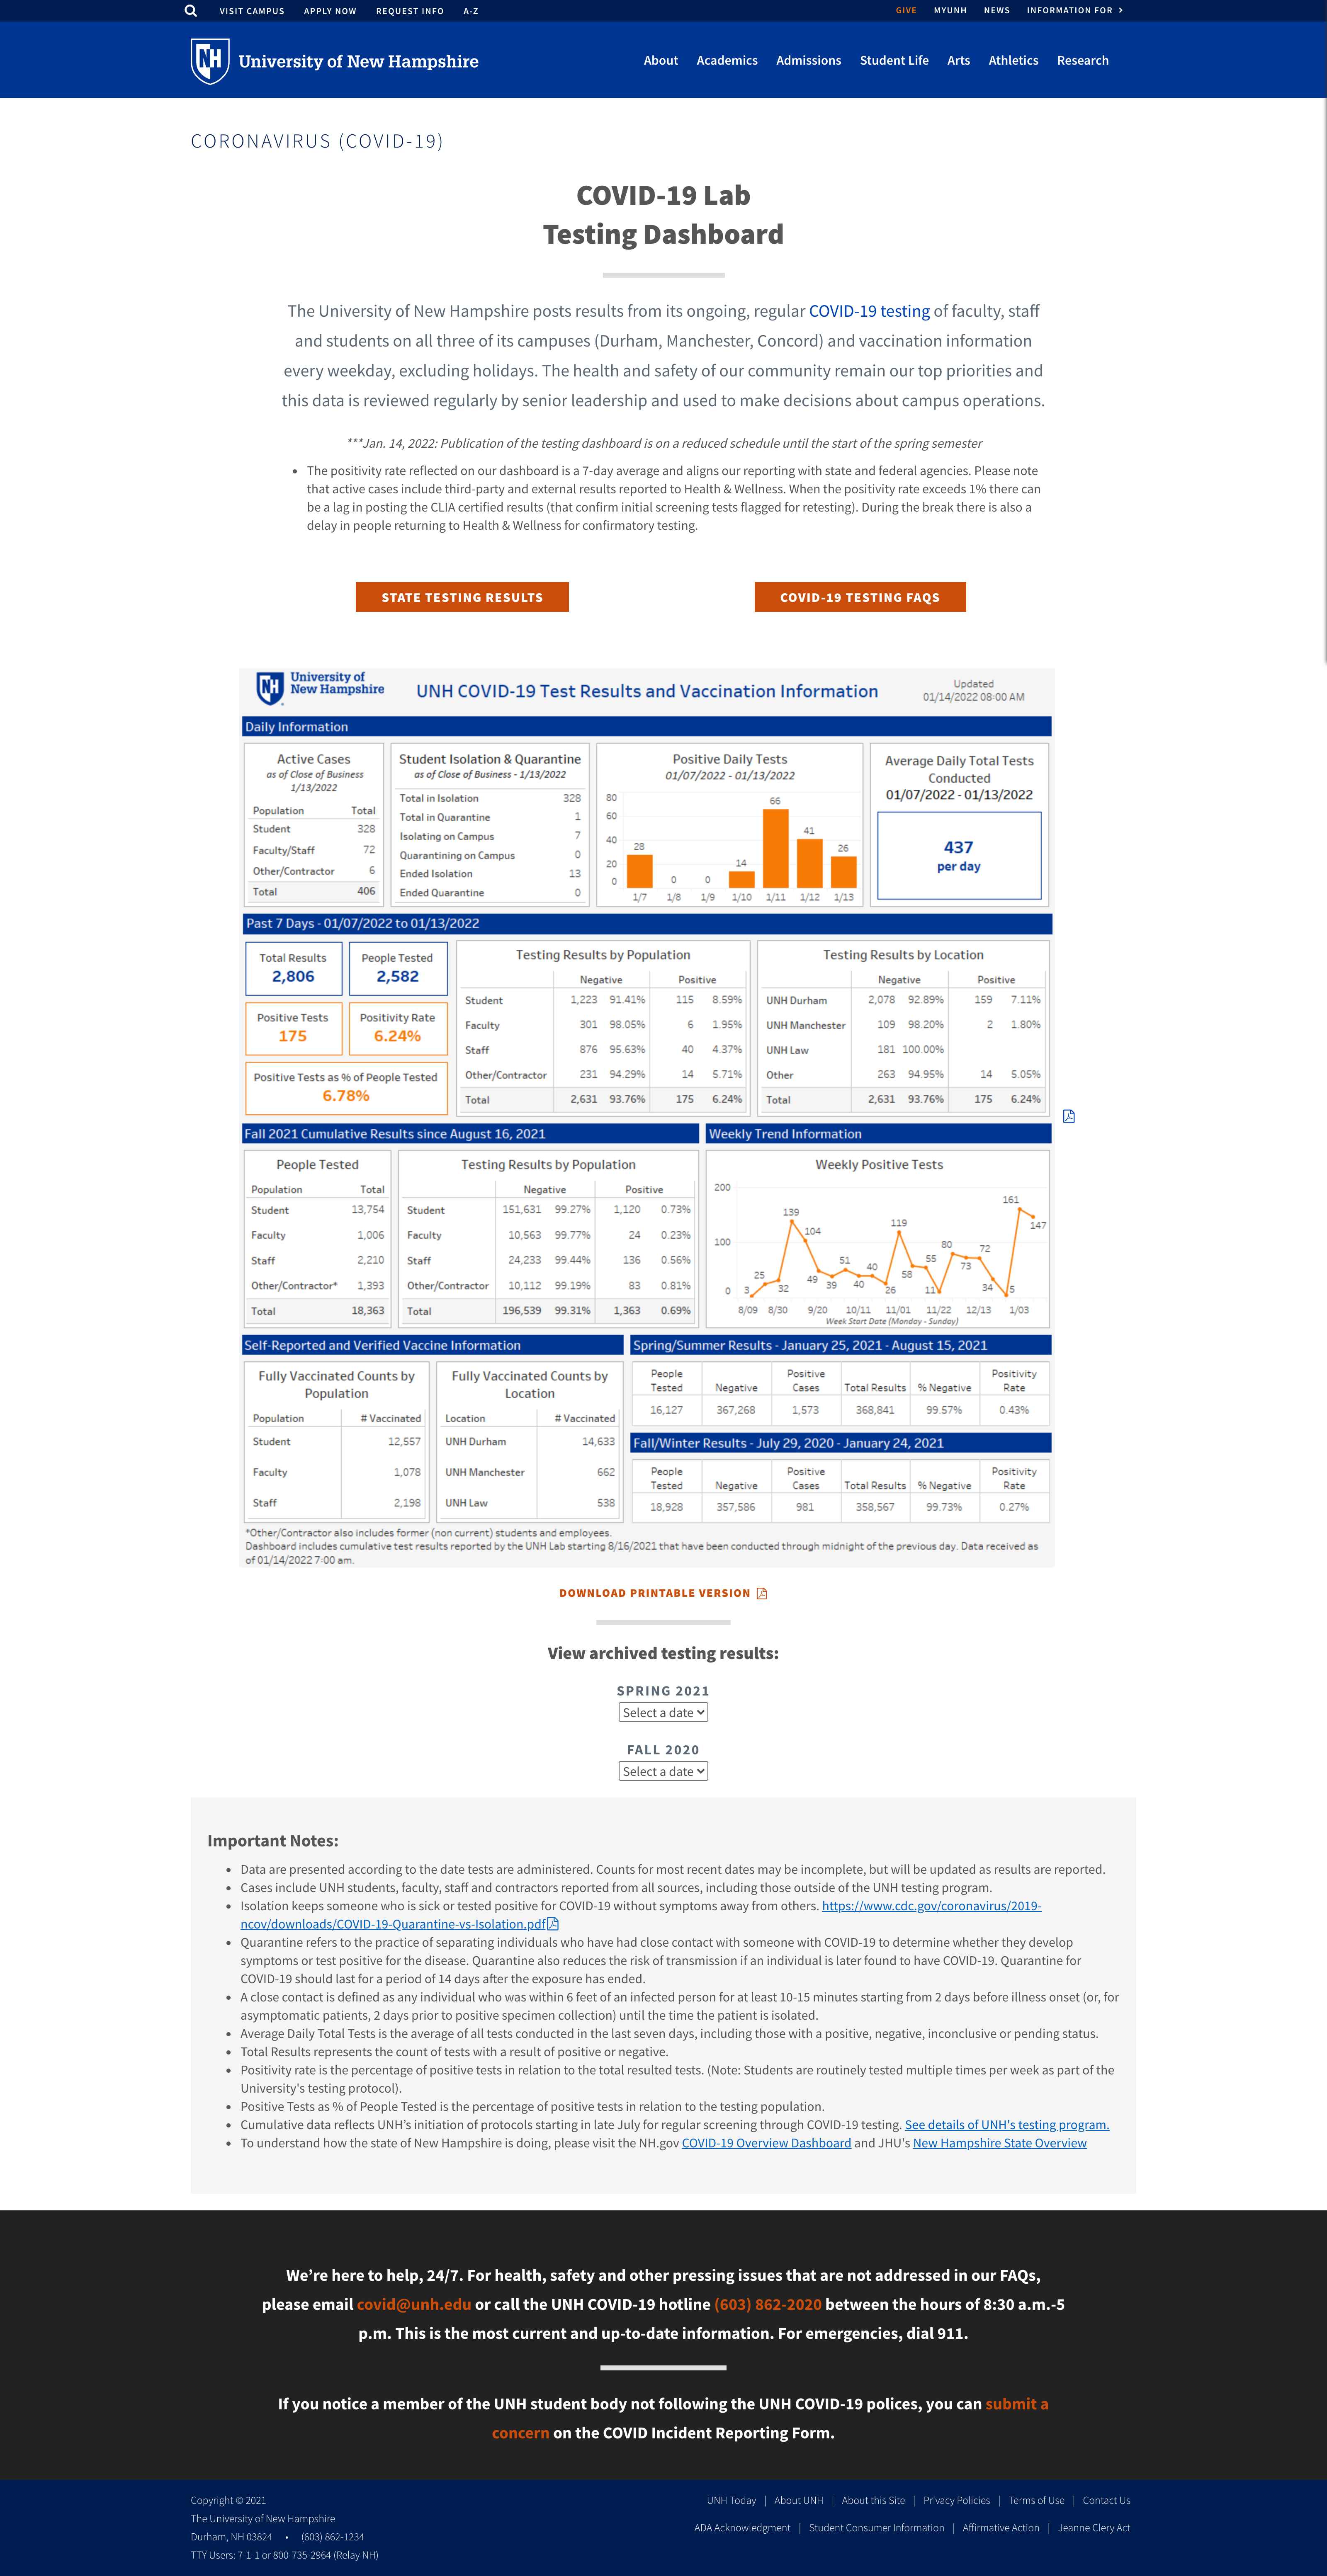 VISIT CAMPUS APPLY NOW REQUEST INFO A-Z GIVE MYUNH NEWS INFORMATION FOR
NH University of New Hampshire About Academics Admissions Student Life Arts Athletics Research
CORONAVIRUS (COVID-19)
COVID-19 Lab
Testing Dashboard
The University of New Hampshire posts results from its ongoing, regular COVID-19 testing of faculty, staff
and students on all three of its campuses (Durham, Manchester, Concord) and vaccination information
every weekday, excluding holidays. The health and safety of our community remain our top priorities and
this data is reviewed regularly by senior leadership and used to make decisions about campus operations.
***Jan. 14, 2022: Publication of the testing dashboard is on a reduced schedule until the start of the spring semester
• The positivity rate reflected on our dashboard is a 7-day average and aligns our reporting with state and federal agencies. Please note
that active cases include third-party and external results reported to Health & Wellness. When the positivity rate exceeds 1% there can
be a lag in posting the CLIA certified results (that confirm initial screening tests flagged for retesting). During the break there is also a
delay in people returning to Health & Wellness for confirmatory testing.
STATE TESTING RESULTS COVID-19 TESTING FAQS
NH University of
New Hampshire
UNH COVID-19 Test Results and Vaccination Information
Updated
01/14/2022 08:00 AM
Daily Information
Active Cases
as of Close of Business
1/13/2022
Population Total
Student 328
Faculty/Staff 72
Other/Contractor 6
Total 406
Student Isolation & Quarantine
as of Close of Business - 1/13/2022
Total in Isolation 328
Total in Quarantine 1
Isolating on Campus 7
Quarantining on Campus 0
Ended Isolation 13
Ended Quarantine 0
Positive Daily Tests
01/07/2022 - 01/13/2022
80
60
40
20
0
28 0 0 14 66 41 26
1/7 1/8 1/9 1/10 1/11 1/12 1/13
Average Daily Total Tests
Conducted
01/07/2022 - 01/13/2022
437
per day
Past 7 Days - 01/07/2022 to 01/13/2022
Total Results
2,806
People Tested
2,582
Positive Tests
175
Positivity Rate
6.24%
Positive Tests as % of People Tested
6.78%
Testing Results by Population
Negative Positive
Student 1,223 91.41% 115 8.59%
Faculty 301 98.05% 6 1.95%
Staff 876 95.63% 40 4.37%
Other/Contractor 231 94.29% 14 5.71%
Total 2,631 93.76% 175 6.24%
Testing Results by Location
Negative Positive
UNH Durham 2,078 92.89% 159 7.11%
UNH Manchester 109 98.20% 2 1.80%
UNH Law 181 100.00%
Other 263 94.95% 14 5.05%
Total 2,631 93.76% 175 6.24%
Fall 2021 Cumulative Results since August 16, 2021
People Tested
Population Total
Student 13,754
Faculty 1,006
Staff 2,210
Other/Contractor* 1,393
Total 18,363
Testing Results by Population
Negative Positive
Student 151,631 99.27% 1,120 0.73%
Faculty 10,563 99.77% 24 0.23%
Staff 24,233 99.44% 136 0.56%
Other/Contractor 10,112 99.19% 83 0.81%
Total 196,539 99.31% 1,363 0.69%
Weekly Trend Information
Weekly Positive Tests
200
100
0
3 25 32 139 104 49 39 51 40 40 26 119 58 55 11 80 73 72 34 5 161 147
8/09 8/30 9/20 10/11 11/01 11/22 12/13 1/03
Week Start Date (Monday - Sunday)
Self-Reported and Verified Vaccine Information
Fully Vaccinated Counts by
Population
Population # Vaccinated
Student 12,557
Faculty 1,078
Staff 2,198
Fully Vaccinated Counts by
Location
Location # Vaccinated
UNH Durham 14,633
UNH Manchester 662
UNH Law 538
Spring/Summer Results - January 25, 2021 - August 15, 2021
People Tested Negative Positive Cases Total Results % Negative Positivity Rate
16,127 367,268 1,573 368,841 99.57% 0.43%
Fall/Winter Results - July 29, 2020 - January 24, 2021
People Tested Negative Positive Cases Total Results % Negative Positivity Rate
18,928 357,586 981 358,567 99.73% 0.27%
*Other/Contractor also includes former (non current) students and employees.
Dashboard includes cumulative test results reported by the UNH Lab starting 8/16/2021 that have been conducted through midnight of the previous day. Data received as
of 01/14/2022 7:00 am.
DOWNLOAD PRINTABLE VERSION
View archived testing results:
SPRING 2021
Select a date
FALL 2020
Select a date
Important Notes:
• Data are presented according to the date tests are administered. Counts for most recent dates may be incomplete, but will be updated as results are reported.
• Cases include UNH students, faculty, staff and contractors reported from all sources, including those outside of the UNH testing program.
• Isolation keeps someone who is sick or tested positive for COVID-19 without symptoms away from others. https://www.cdc.gov/coronavirus/2019-
ncov/downloads/COVID-19-Quarantine-vs-Isolation.pdf
• Quarantine refers to the practice of separating individuals who have had close contact with someone with COVID-19 to determine whether they develop
symptoms or test positive for the disease. Quarantine also reduces the risk of transmission if an individual is later found to have COVID-19. Quarantine for
COVID-19 should last for a period of 14 days after the exposure has ended.
• A close contact is defined as any individual who was within 6 feet of an infected person for at least 10-15 minutes starting from 2 days before illness onset (or, for
asymptomatic patients, 2 days prior to positive specimen collection) until the time the patient is isolated.
• Average Daily Total Tests is the average of all tests conducted in the last seven days, including those with a positive, negative, inconclusive or pending status.
• Total Results represents the count of tests with a result of positive or negative.
• Positivity rate is the percentage of positive tests in relation to the total resulted tests. (Note: Students are routinely tested multiple times per week as part of the
University's testing protocol).
• Positive Tests as % of People Tested is the percentage of positive tests in relation to the testing population.
• Cumulative data reflects UNH's initiation of protocols starting in late July for regular screening through COVID-19 testing. See details of UNH's testing program.
• To understand how the state of New Hampshire is doing, please visit the NH.gov COVID-19 Overview Dashboard and JHU's New Hampshire State Overview
We're here to help, 24/7. For health, safety and other pressing issues that are not addressed in our FAQs,
please email covid@unh.edu or call the UNH COVID-19 hotline (603) 862-2020 between the hours of 8:30 a.m.-5
p.m. This is the most current and up-to-date information. For emergencies, dial 911.
If you notice a member of the UNH student body not following the UNH COVID-19 polices, you can submit a
concern on the COVID Incident Reporting Form.
Copyright © 2021
The University of New Hampshire
Durham, NH 03824 • (603) 862-1234
TTY Users: 7-1-1 or 800-735-2964 (Relay NH)
UNH Today | About UNH | About this Site | Privacy Policies | Terms of Use | Contact Us
ADA Acknowledgment | Student Consumer Information | Affirmative Action | Jeanne Clery Act